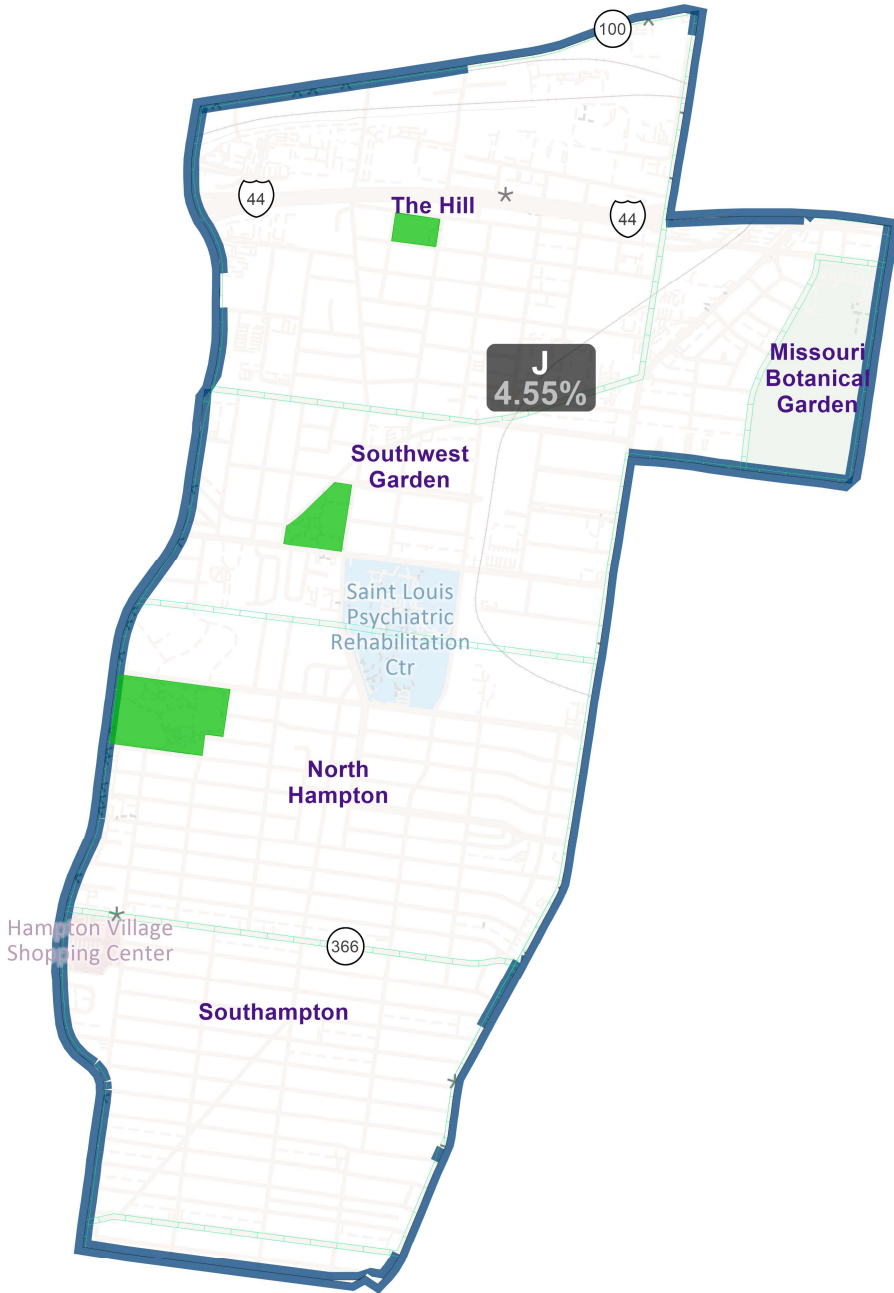 100
44
The Hill
44
J
4.55%
Missouri
Botanical
Garden
Southwest
Garden
Saint Louis
Psychiatric
Rehabilitation
Ctr
North
Hampton
Hampton Village
Shopping Center
366
Southampton